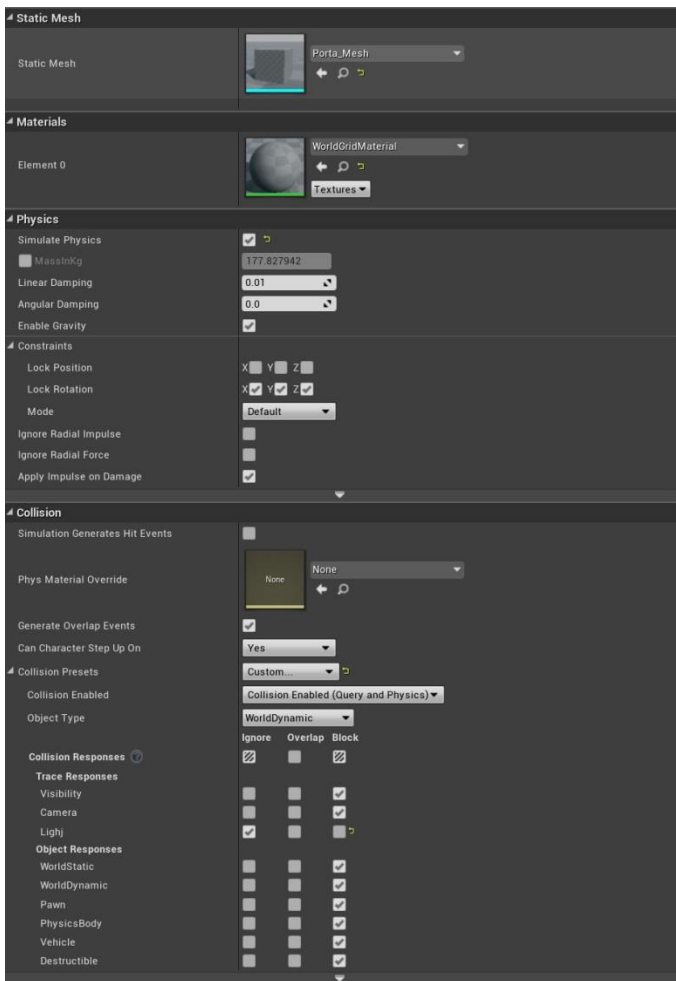 Static Mesh
Static Mesh
Porta_Mesh
Materials
Element 0
WorldGridMaterial
Textures
Physics
Simulate Physics
MassInKg 177.827942
Linear Damping 0.01
Angular Damping 0.0
Enable Gravity
Constraints
Lock Position X Y Z
Lock Rotation X Y Z
Mode Default
Ignore Radial Impulse
Ignore Radial Force
Apply Impulse on Damage
Collision
Simulation Generates Hit Events
Phys Material Override None None
Generate Overlap Events
Can Character Step Up On Yes
Collision Presets Custom...
Collision Enabled Collision Enabled (Query and Physics)
Object Type WorldDynamic
Ignore Overlap Block
Collision Responses ?
Trace Responses
Visibility
Camera
Lighj
Object Responses
WorldStatic
WorldDynamic
Pawn
PhysicsBody
Vehicle
Destructible